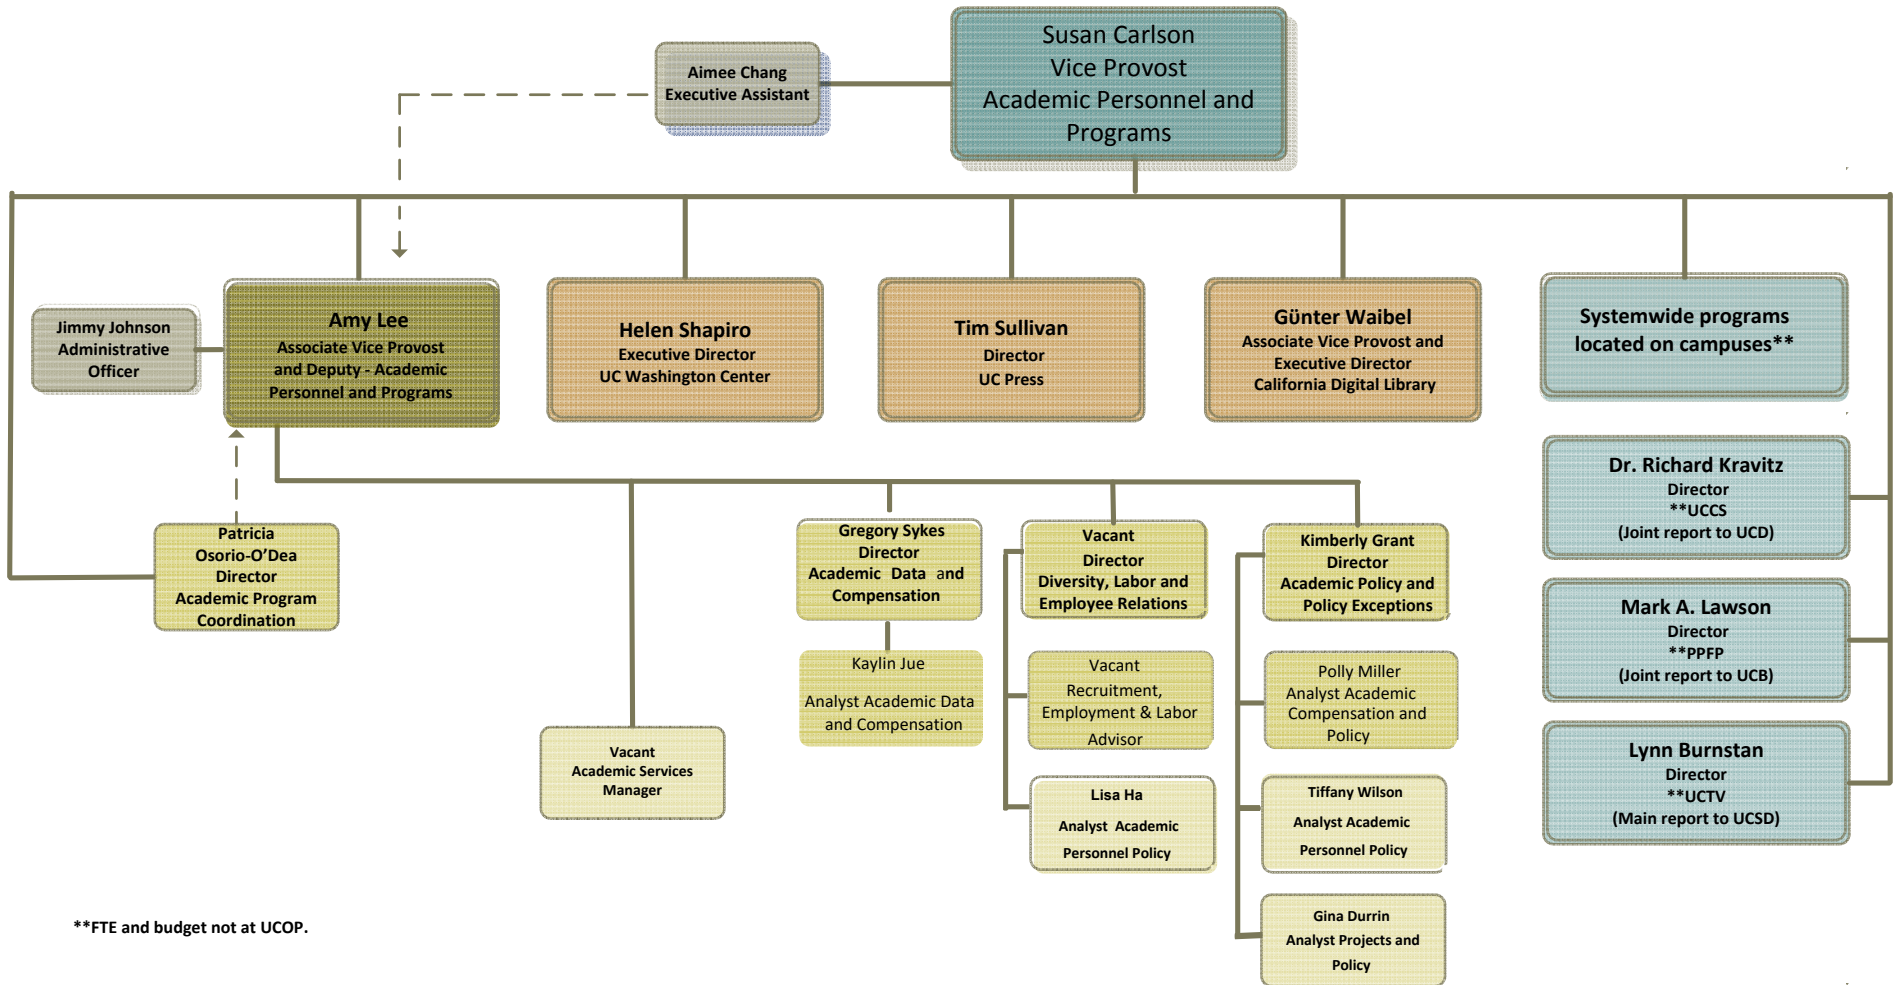 Susan Carlson
Vice Provost
Academic Personnel and
Programs
Aimee Chang
Executive Assistant
Jimmy Johnson
Administrative
Officer
Amy Lee
Associate Vice Provost
and Deputy - Academic
Personnel and Programs
Helen Shapiro
Executive Director
UC Washington Center
Tim Sullivan
Director
UC Press
Günter Waibel
Associate Vice Provost and
Executive Director
California Digital Library
Systemwide programs
located on campuses**
Dr. Richard Kravitz
Director
**UCCS
(Joint report to UCD)
Mark A. Lawson
Director
**PPFP
(Joint report to UCB)
Lynn Burnstan
Director
**UCTV
(Main report to UCSD)
Patricia
Osorio-O’Dea
Director
Academic Program
Coordination
Vacant
Academic Services
Manager
Gregory Sykes
Director
Academic Data and
Compensation
Kaylin Jue
Analyst Academic Data
and Compensation
Vacant
Director
Diversity, Labor and
Employee Relations
Vacant
Recruitment,
Employment & Labor
Advisor
Lisa Ha
Analyst Academic
Personnel Policy
Kimberly Grant
Director
Academic Policy and
Policy Exceptions
Polly Miller
Analyst Academic
Compensation and
Policy
Tiffany Wilson
Analyst Academic
Personnel Policy
Gina Durrin
Analyst Projects and
Policy
**FTE and budget not at UCOP.